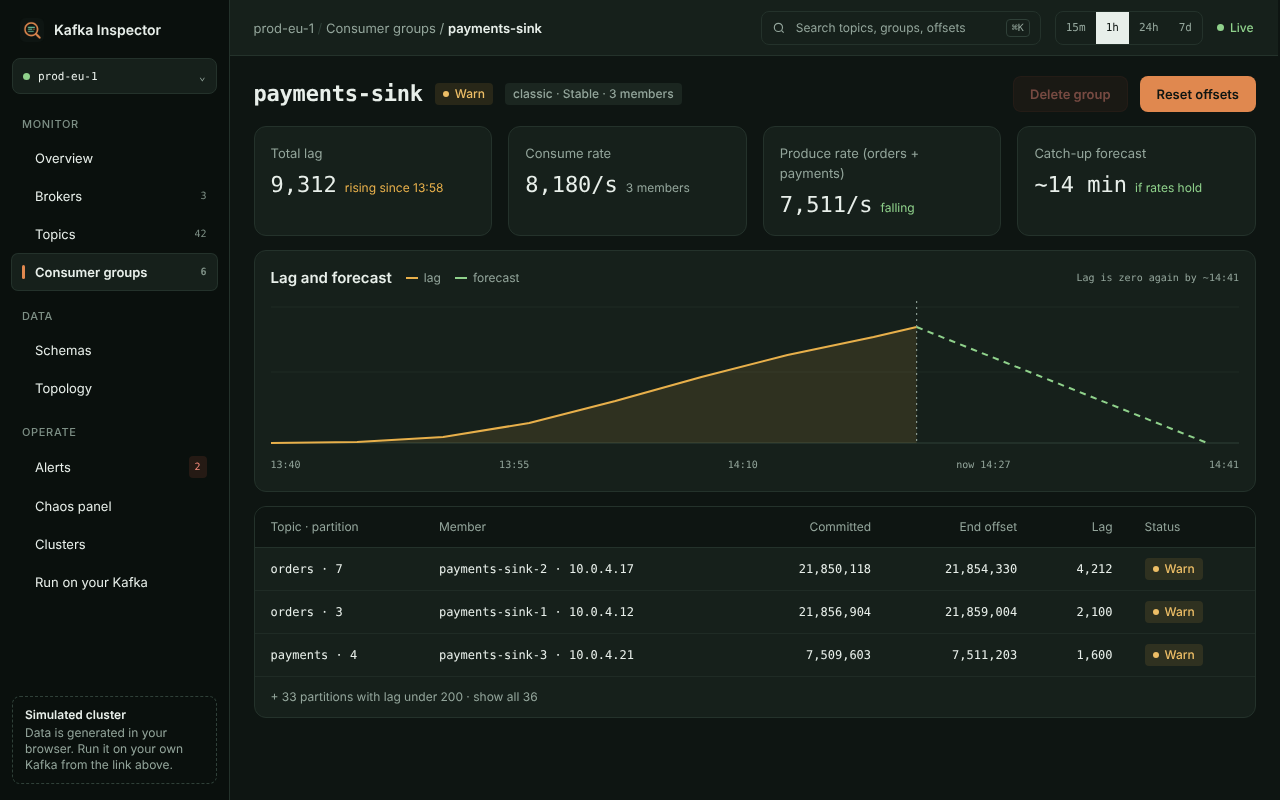 Kafka Inspector
prod-eu-1
MONITOR
Overview
Brokers 3
Topics 42
Consumer groups 6
DATA
Schemas
Topology
OPERATE
Alerts 2
Chaos panel
Clusters
Run on your Kafka
Simulated cluster
Data is generated in your
browser. Run it on your own
Kafka from the link above.
prod-eu-1 / Consumer groups / payments-sink
Search topics, groups, offsets ⌘K
15m 1h 24h 7d
Live
payments-sink Warn classic · Stable · 3 members
Delete group Reset offsets
Total lag
9,312 rising since 13:58
Consume rate
8,180/s 3 members
Produce rate (orders +
payments)
7,511/s falling
Catch-up forecast
~14 min if rates hold
Lag and forecast lag forecast Lag is zero again by ~14:41
13:40 13:55 14:10 now 14:27 14:41
Topic · partition Member Committed End offset Lag Status
orders · 7 payments-sink-2 · 10.0.4.17 21,850,118 21,854,330 4,212 Warn
orders · 3 payments-sink-1 · 10.0.4.12 21,856,904 21,859,004 2,100 Warn
payments · 4 payments-sink-3 · 10.0.4.21 7,509,603 7,511,203 1,600 Warn
+ 33 partitions with lag under 200 · show all 36